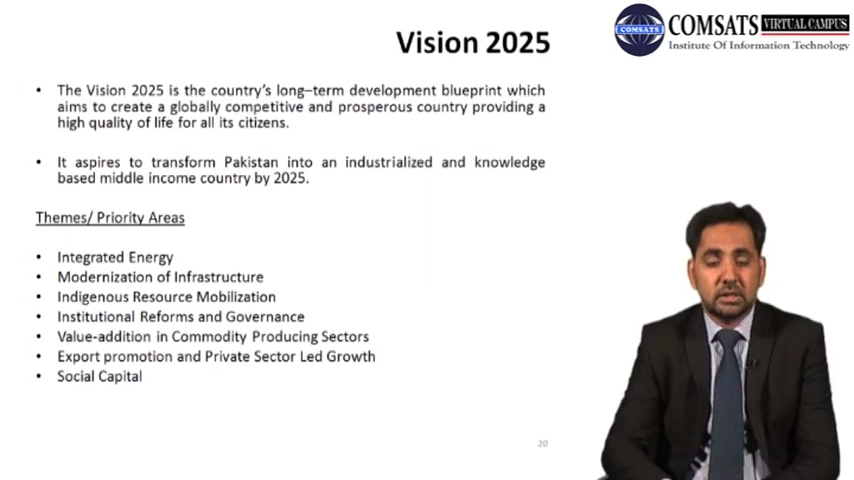 Vision 2025
COMSATS VIRTUAL CAMPUS
COMSATS
Institute Of Information Technology
• The Vision 2025 is the country's long–term development blueprint which
aims to create a globally competitive and prosperous country providing a
high quality of life for all its citizens.
• It aspires to transform Pakistan into an industrialized and knowledge
based middle income country by 2025.
Themes/ Priority Areas
• Integrated Energy
• Modernization of Infrastructure
• Indigenous Resource Mobilization
• Institutional Reforms and Governance
• Value-addition in Commodity Producing Sectors
• Export promotion and Private Sector Led Growth
• Social Capital
20